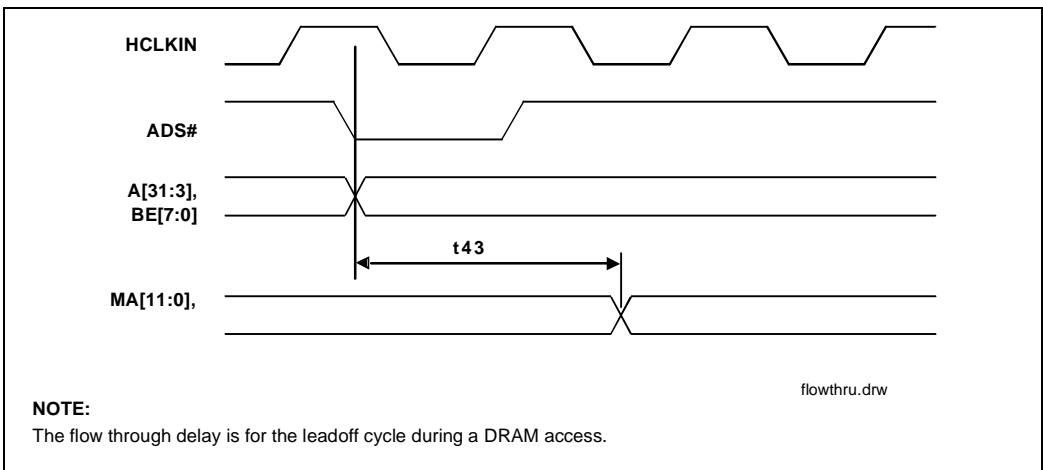 HCLKIN
ADS#
A[31:3],
BE[7:0]
t43
MA[11:0],
flowthru.drw
NOTE:
The flow through delay is for the leadoff cycle during a DRAM access.